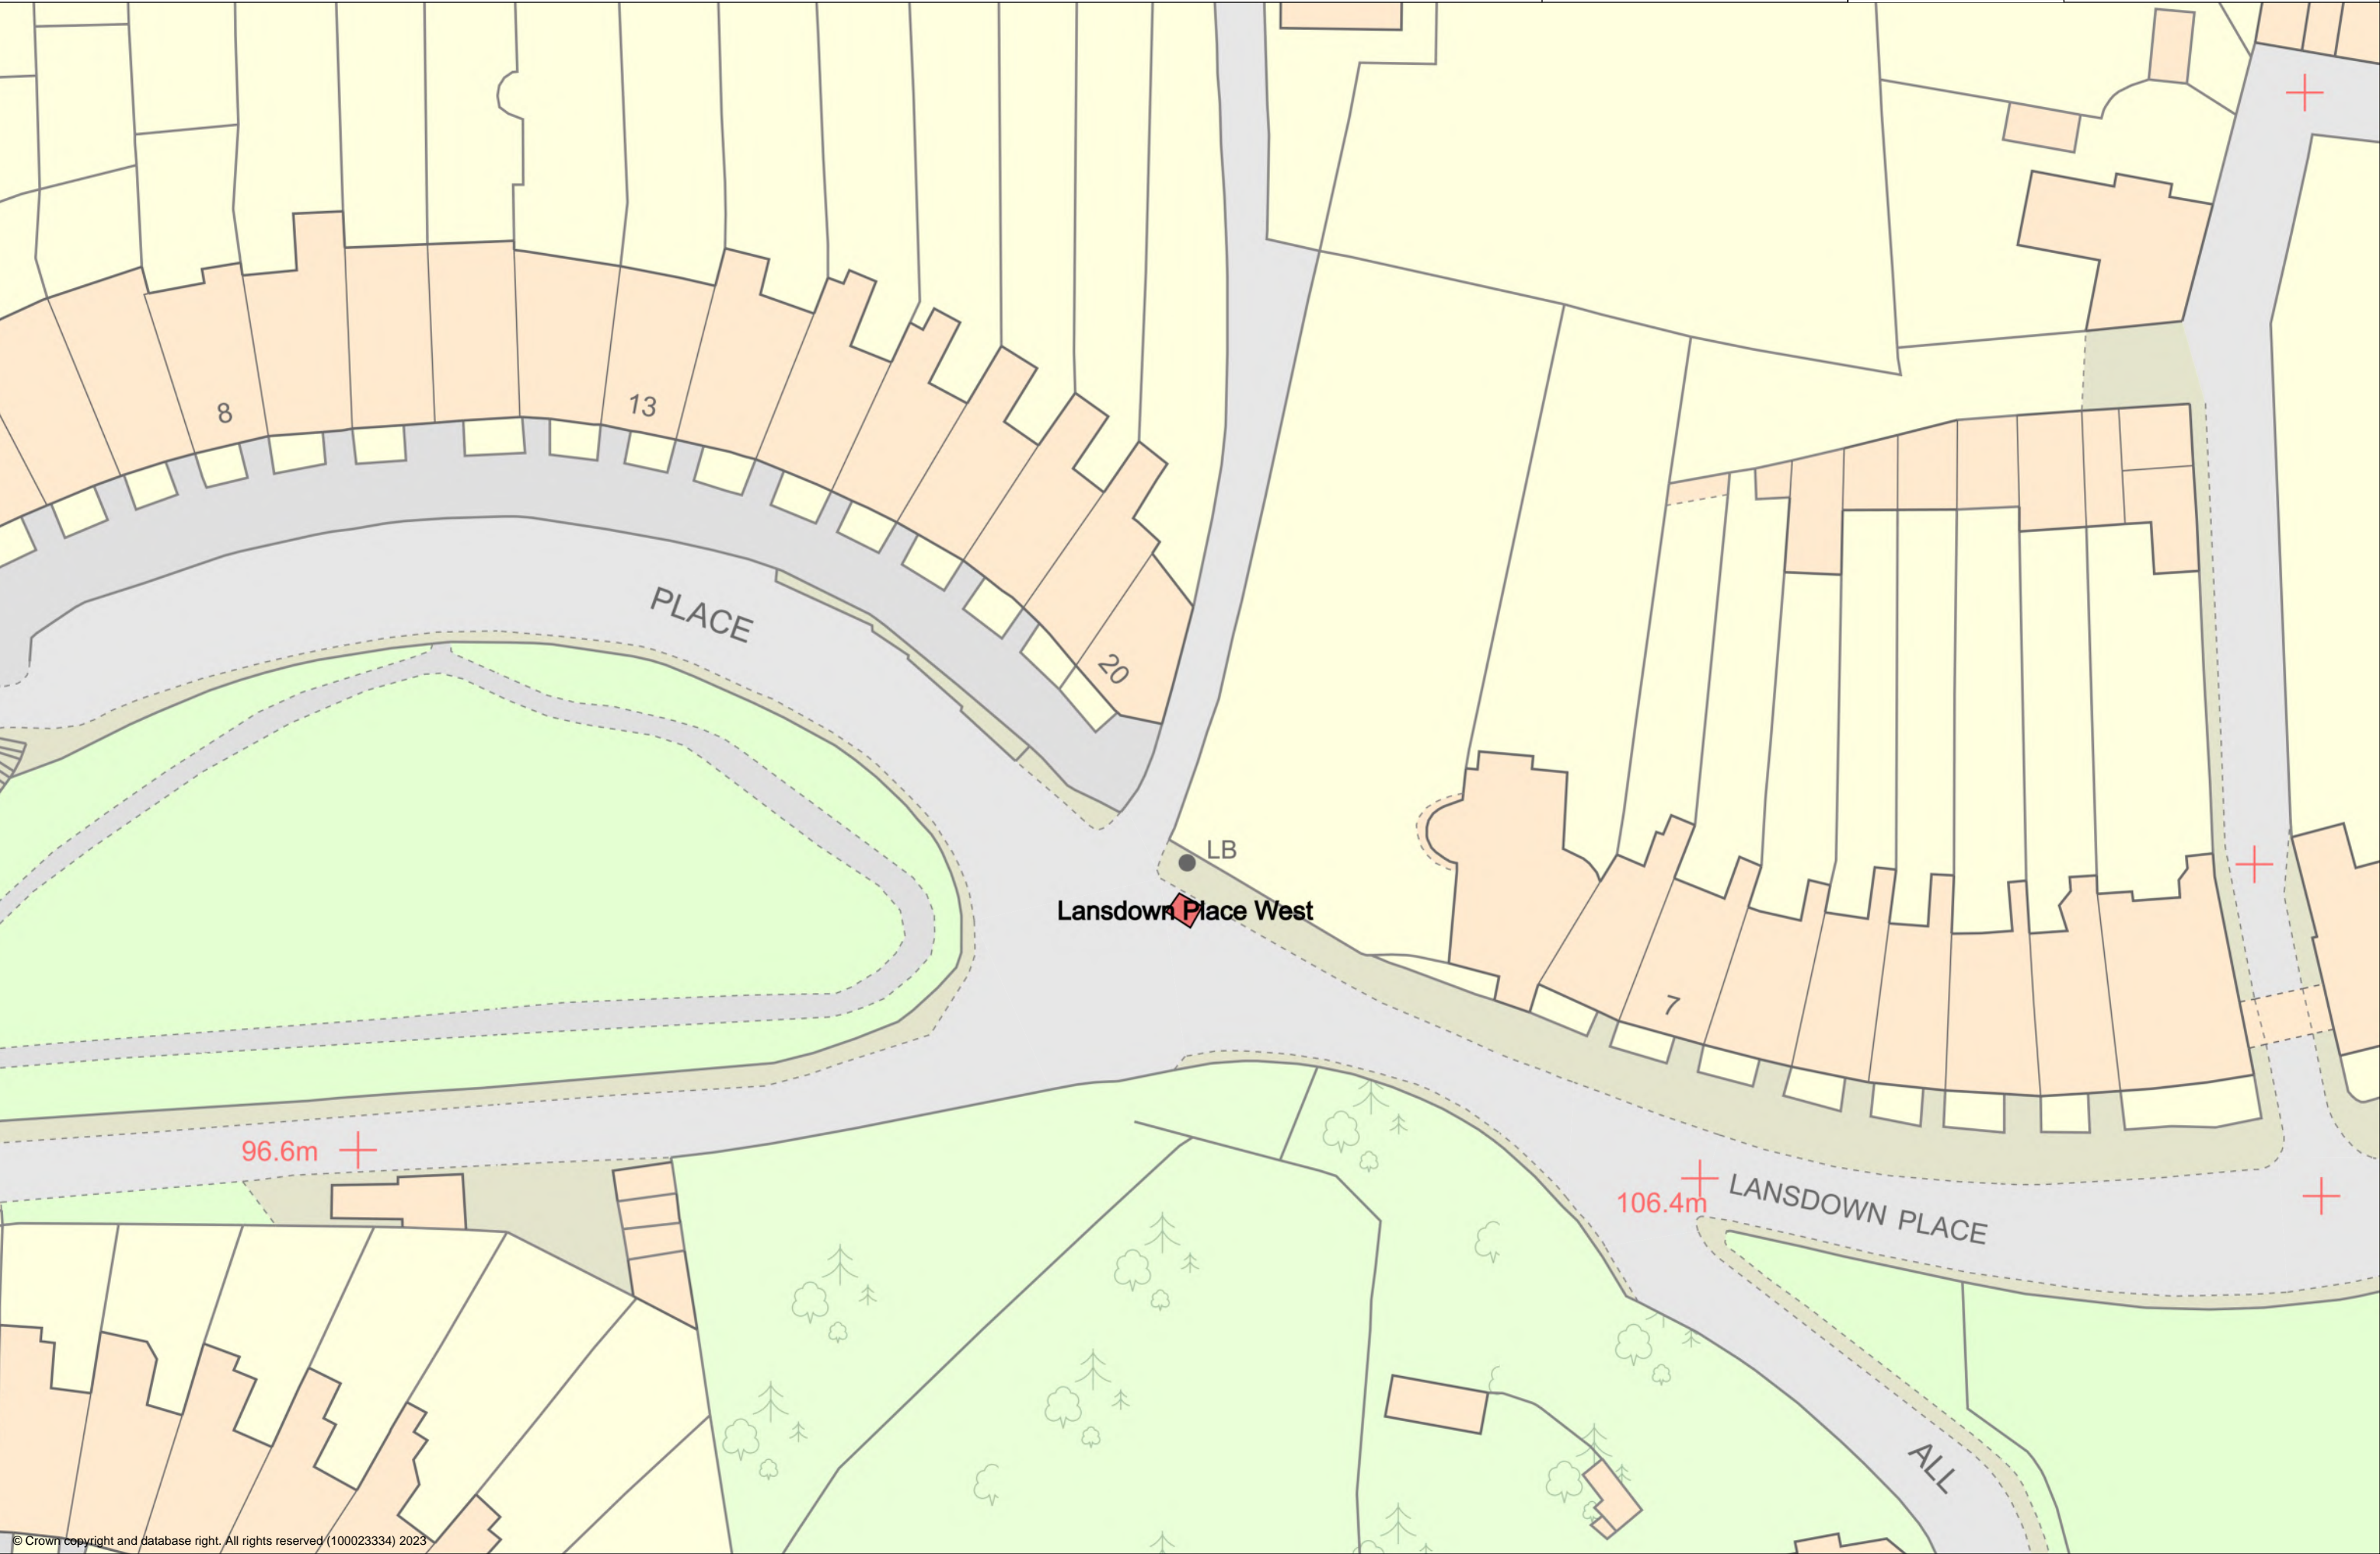 8
13
PLACE
20
LB
Lansdown Place West
7
96.6m
106.4m
LANSDOWN PLACE
ALL
© Crown copyright and database right. All rights reserved (100023334) 2023